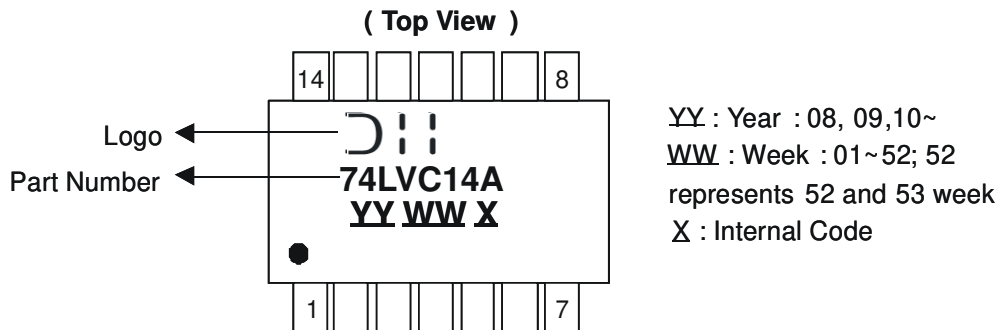 ( Top View )
14
8
Logo
Part Number
74LVC14A
YY WW X
1
7
YY : Year : 08, 09,10~
WW : Week : 01~52; 52
represents 52 and 53 week
X : Internal Code